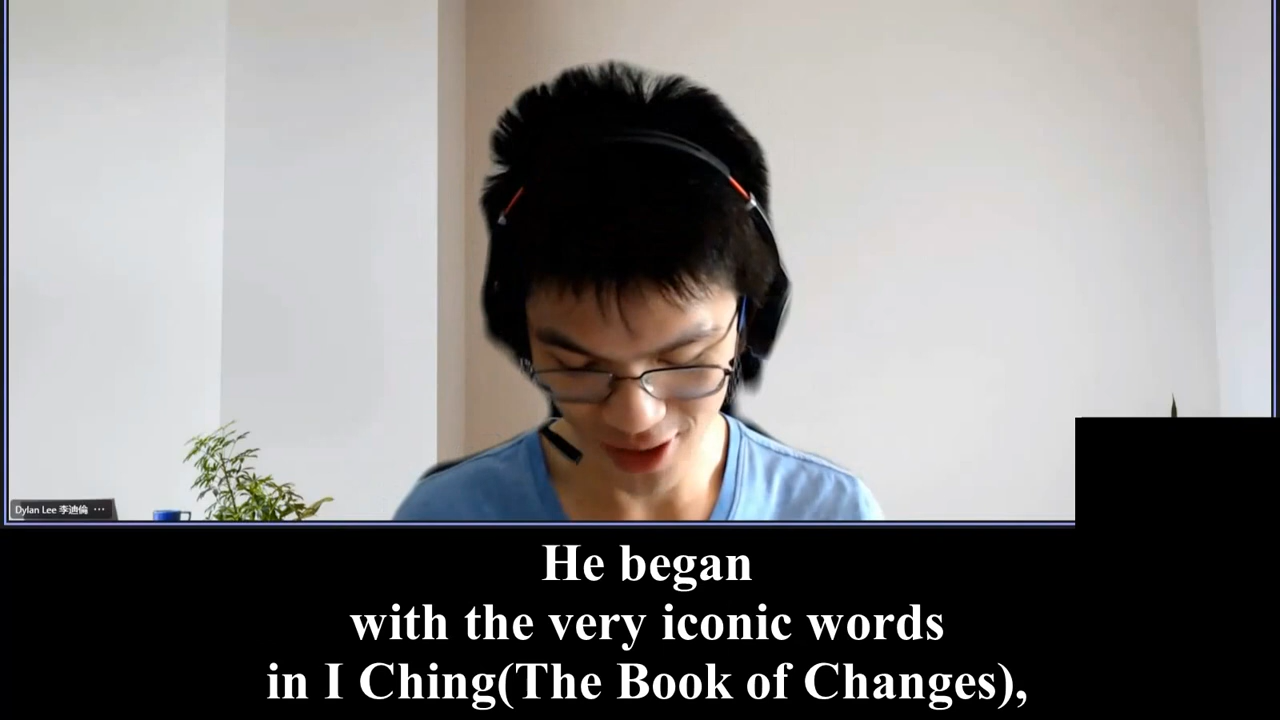 Dylan Lee 李迪倫 ···
He began
with the very iconic words
in I Ching(The Book of Changes),